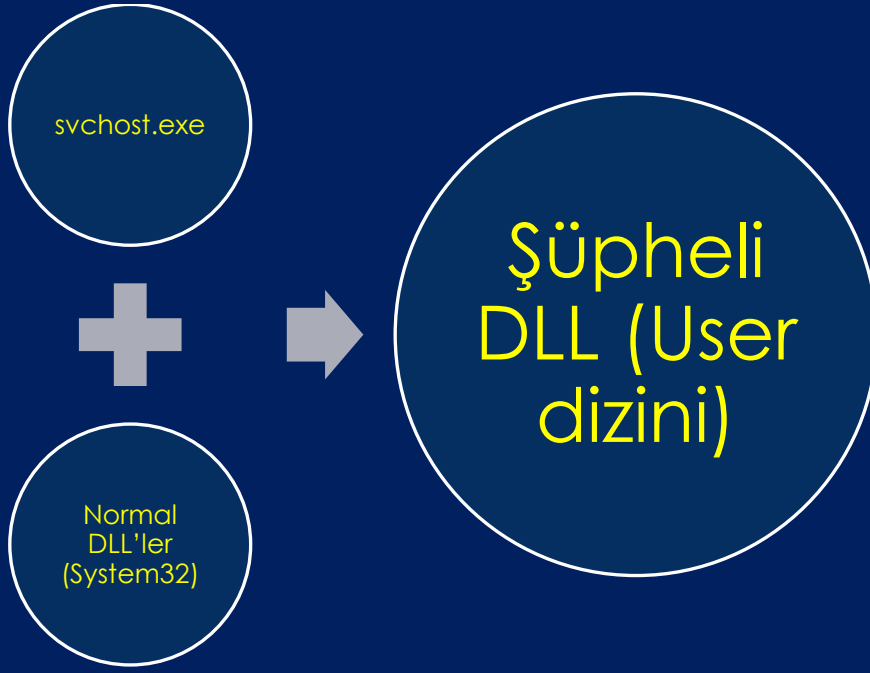 svchost.exe
Normal
DLL’ler
(System32)
Şüpheli
DLL (User
dizini)